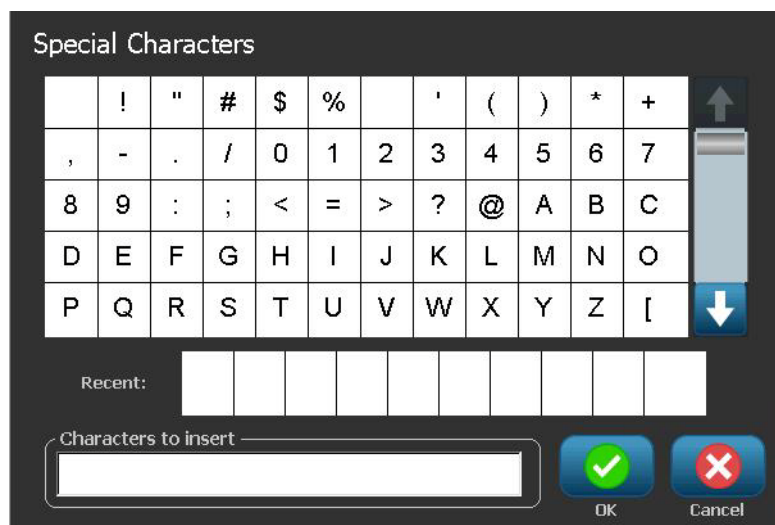 Special Characters
! " # $ % ' ( ) * +
, - . / 0 1 2 3 4 5 6 7
8 9 : ; < = > ? @ A B C
D E F G H I J K L M N O
P Q R S T U V W X Y Z [
Recent:
Characters to insert
OK Cancel